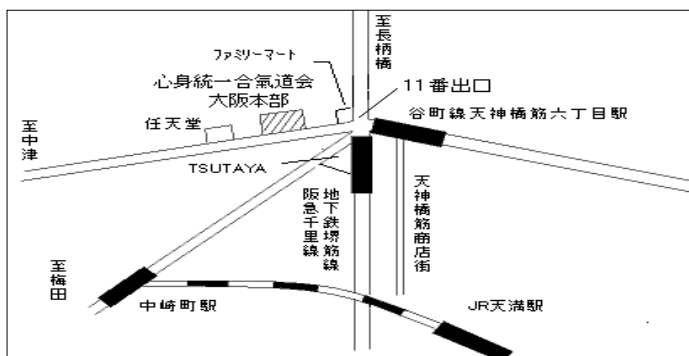 至長柄橋
ファミリーマート
心身統一合氣道会
大阪本部
11番出口
谷町線天神橋筋六丁目駅
任天堂
至中津
TSUTAYA
地下鉄堺筋線
阪急千里線
天神橋筋商店街
至梅田
中崎町駅
JR天満駅